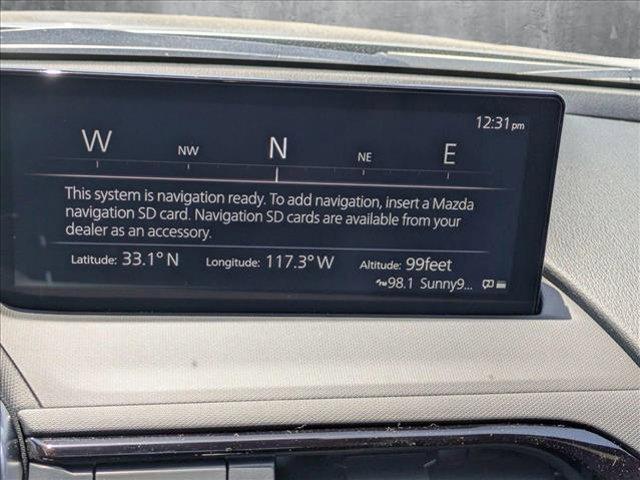 12:31pm
W NW N NE E
This system is navigation ready. To add navigation, insert a Mazda
navigation SD card. Navigation SD cards are available from your
dealer as an accessory.
Latitude: 33.1° N Longitude: 117.3° W Altitude: 99feet
98.1 Sunny9...